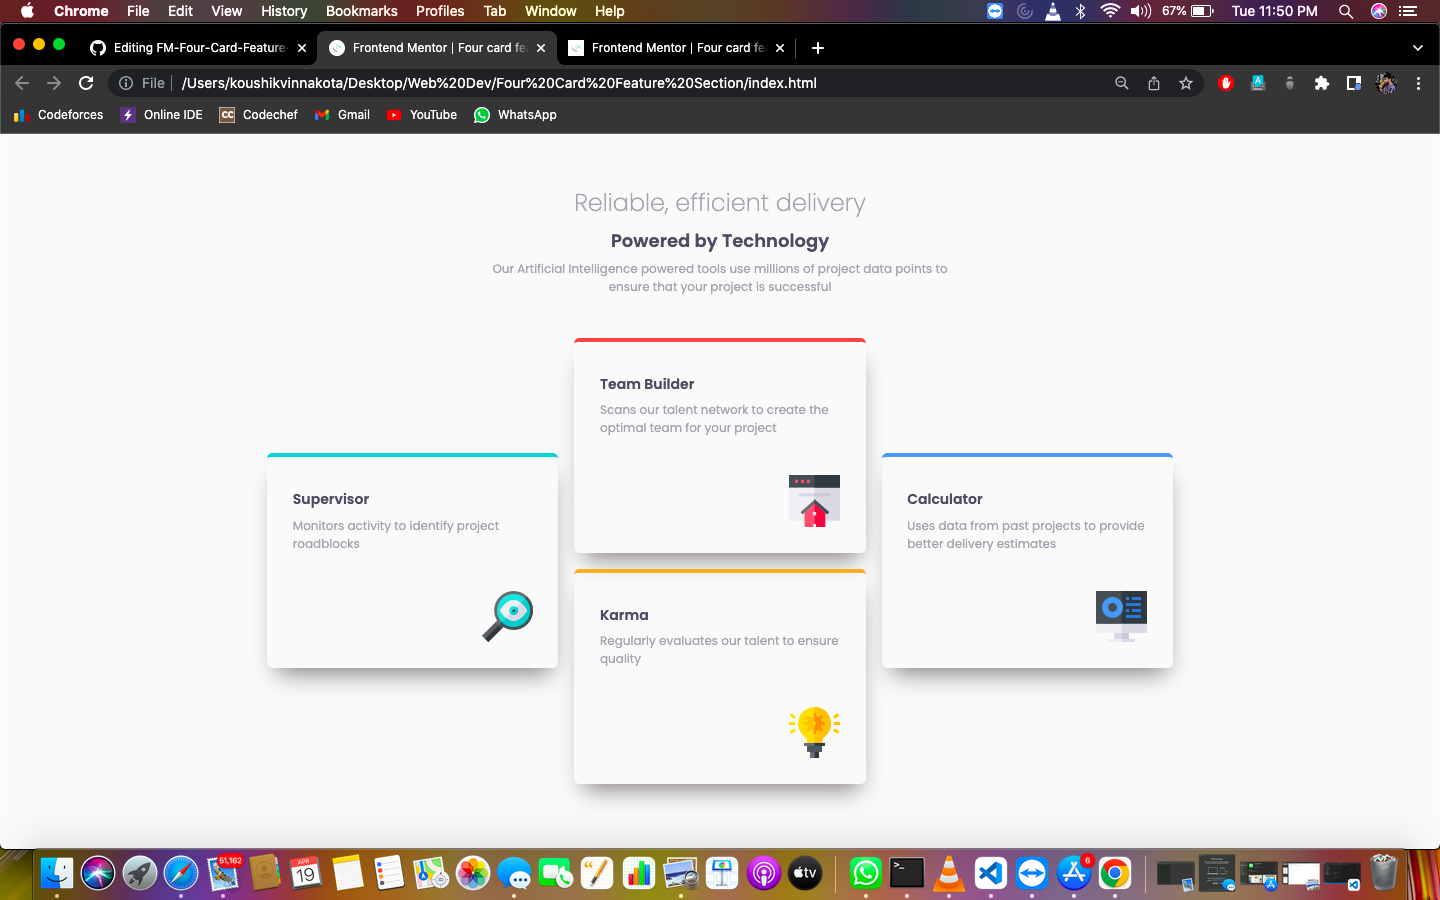 Chrome File Edit View History Bookmarks Profiles Tab Window Help 67% Tue 11:50 PM
Editing FM-Four-Card-Feature- Frontend Mentor | Four card fe Frontend Mentor | Four card fe
File /Users/koushikvinnakota/Desktop/Web%20Dev/Four%20Card%20Feature%20Section/index.html
Codeforces Online IDE CC Codechef Gmail YouTube WhatsApp
Reliable, efficient delivery
Powered by Technology
Our Artificial Intelligence powered tools use millions of project data points to
ensure that your project is successful
Team Builder
Scans our talent network to create the
optimal team for your project
Supervisor
Monitors activity to identify project
roadblocks
Calculator
Uses data from past projects to provide
better delivery estimates
Karma
Regularly evaluates our talent to ensure
quality
51,162
APR
19
tv
>_
6